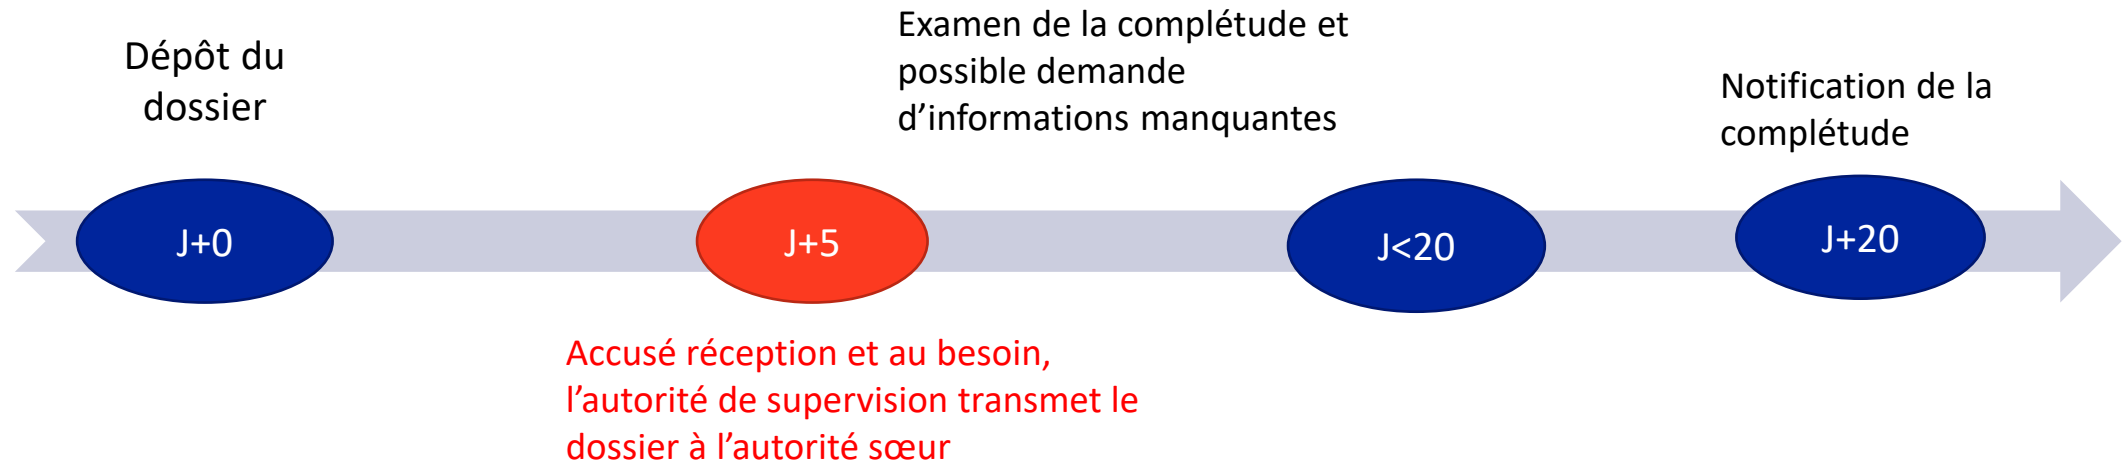 Dépôt du
dossier
Examen de la complétude et
possible demande
d’informations manquantes
Notification de la
complétude
J+0
J+5
J<20
J+20
Accusé réception et au besoin,
l’autorité de supervision transmet le
dossier à l’autorité sœur